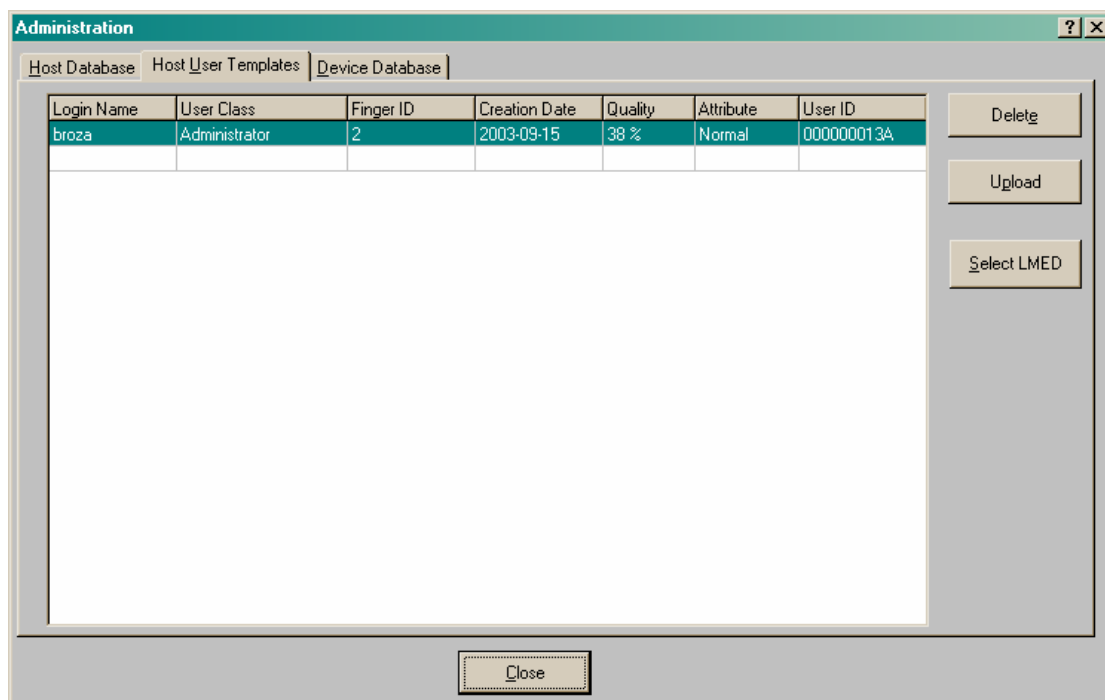 Administration
Host Database Host User Templates Device Database
Login Name User Class Finger ID Creation Date Quality Attribute User ID
broza Administrator 2 2003-09-15 38 % Normal 000000013A
Delete
Upload
Select LMED
Close